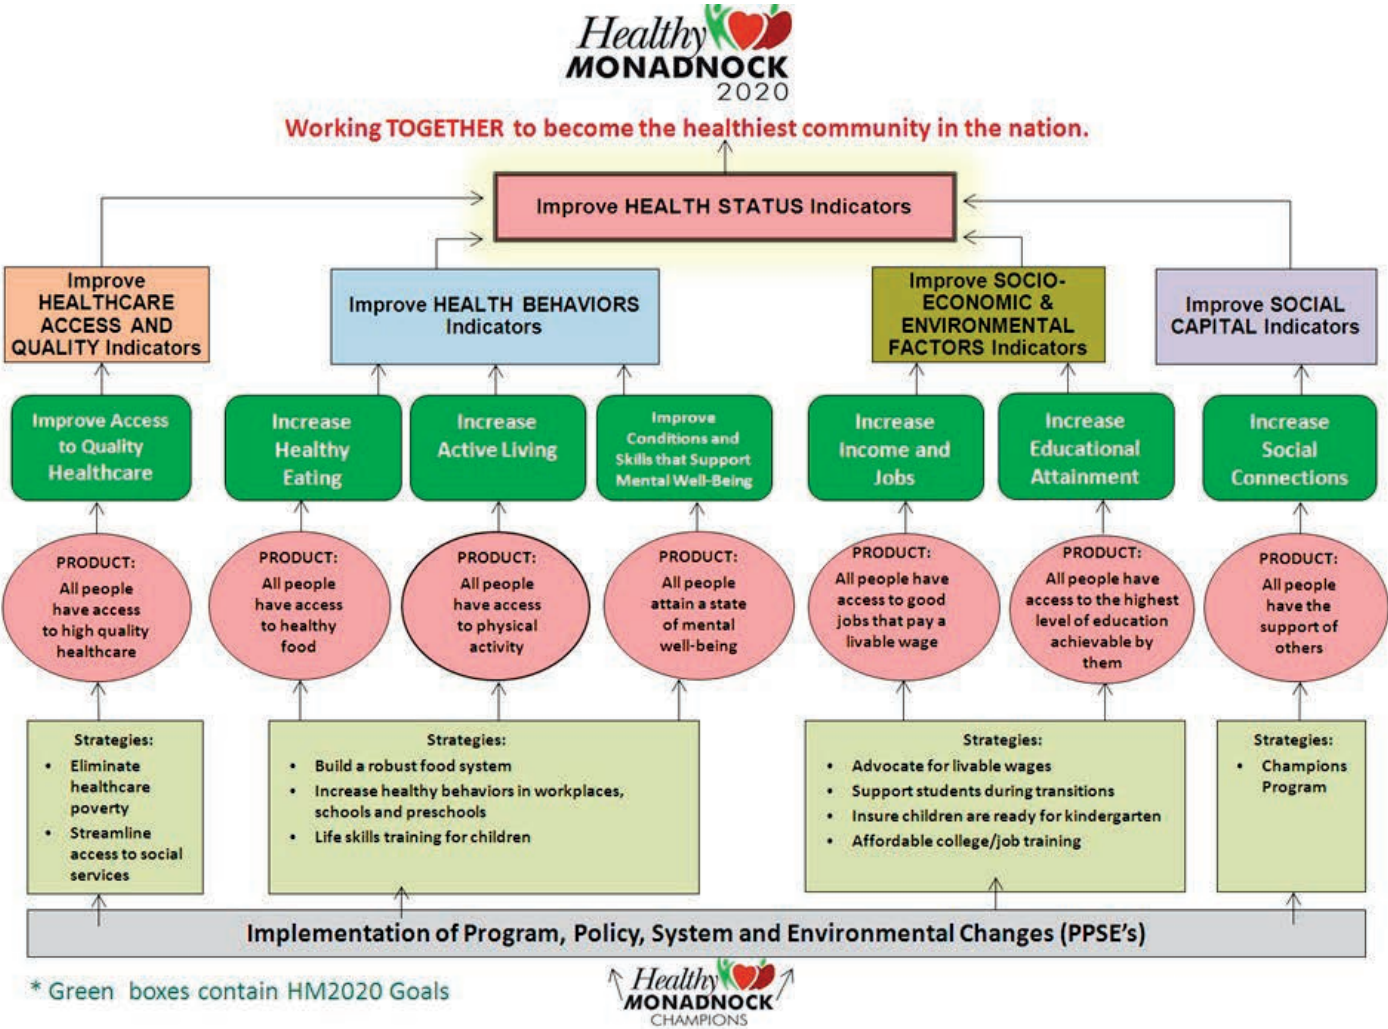 Healthy
MONADNOCK
2020
Working TOGETHER to become the healthiest community in the nation.
Improve HEALTH STATUS Indicators
Improve
HEALTHCARE
ACCESS AND
QUALITY Indicators
Improve HEALTH BEHAVIORS
Indicators
Improve SOCIO-
ECONOMIC &
ENVIRONMENTAL
FACTORS Indicators
Improve SOCIAL
CAPITAL Indicators
Improve Access
to Quality
Healthcare
Increase
Healthy
Eating
Increase
Active Living
Improve
Conditions and
Skills that Support
Mental Well-Being
Increase
Income and
Jobs
Increase
Educational
Attainment
Increase
Social
Connections
PRODUCT:
All people
have access
to high quality
healthcare
PRODUCT:
All people
have access
to healthy
food
PRODUCT:
All people
have access
to physical
activity
PRODUCT:
All people
attain a state
of mental
well-being
PRODUCT:
All people have
access to good
jobs that pay a
livable wage
PRODUCT:
All people have
access to the highest
level of education
achievable by
them
PRODUCT:
All people
have the
support of
others
Strategies:
• Eliminate
healthcare
poverty
• Streamline
access to social
services
Strategies:
• Build a robust food system
• Increase healthy behaviors in workplaces,
schools and preschools
• Life skills training for children
Strategies:
• Advocate for livable wages
• Support students during transitions
• Insure children are ready for kindergarten
• Affordable college/job training
Strategies:
• Champions
Program
Implementation of Program, Policy, System and Environmental Changes (PPSE's)
* Green boxes contain HM2020 Goals
Healthy
MONADNOCK
CHAMPIONS